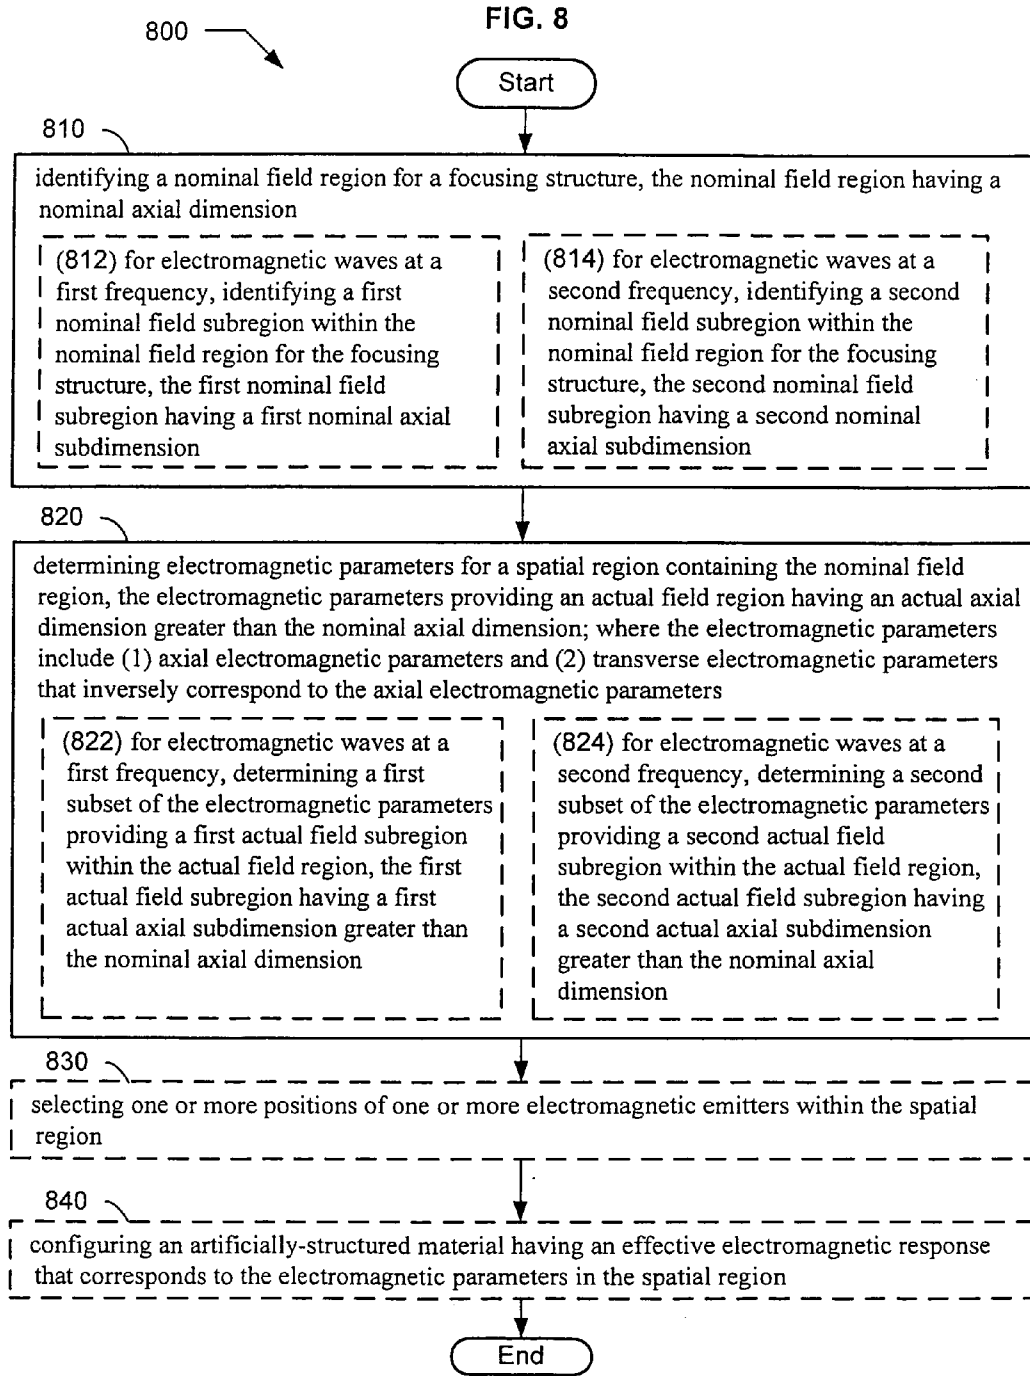 FIG. 8
800
Start
810
identifying a nominal field region for a focusing structure, the nominal field region having a
nominal axial dimension
(812) for electromagnetic waves at a
first frequency, identifying a first
nominal field subregion within the
nominal field region for the focusing
structure, the first nominal field
subregion having a first nominal axial
subdimension
(814) for electromagnetic waves at a
second frequency, identifying a second
nominal field subregion within the
nominal field region for the focusing
structure, the second nominal field
subregion having a second nominal
axial subdimension
820
determining electromagnetic parameters for a spatial region containing the nominal field
region, the electromagnetic parameters providing an actual field region having an actual axial
dimension greater than the nominal axial dimension; where the electromagnetic parameters
include (1) axial electromagnetic parameters and (2) transverse electromagnetic parameters
that inversely correspond to the axial electromagnetic parameters
(822) for electromagnetic waves at a
first frequency, determining a first
subset of the electromagnetic parameters
providing a first actual field subregion
within the actual field region, the first
actual field subregion having a first
actual axial subdimension greater than
the nominal axial dimension
(824) for electromagnetic waves at a
second frequency, determining a second
subset of the electromagnetic parameters
providing a second actual field
subregion within the actual field region,
the second actual field subregion having
a second actual axial subdimension
greater than the nominal axial
dimension
830
selecting one or more positions of one or more electromagnetic emitters within the spatial
region
840
configuring an artificially-structured material having an effective electromagnetic response
that corresponds to the electromagnetic parameters in the spatial region
End